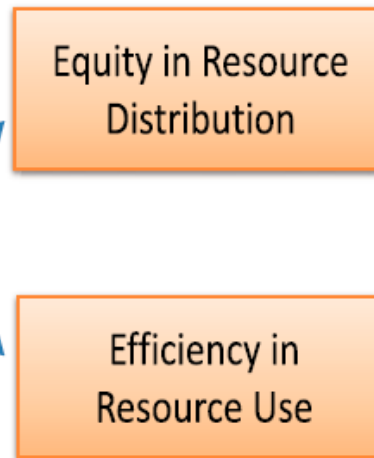 Equity in Resource
Distribution
Efficiency in
Resource Use